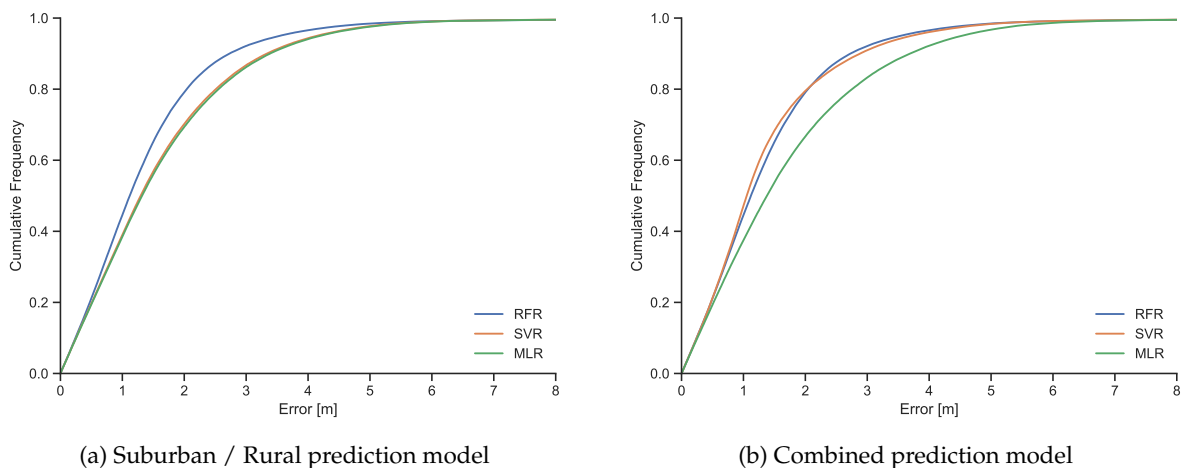 1.0
0.8
0.6
0.4
0.2
0.0
Cumulative Frequency
RFR
SVR
MLR
0 1 2 3 4 5 6 7 8
Error [m]
(a) Suburban / Rural prediction model
1.0
0.8
0.6
0.4
0.2
0.0
Cumulative Frequency
RFR
SVR
MLR
0 1 2 3 4 5 6 7 8
Error [m]
(b) Combined prediction model